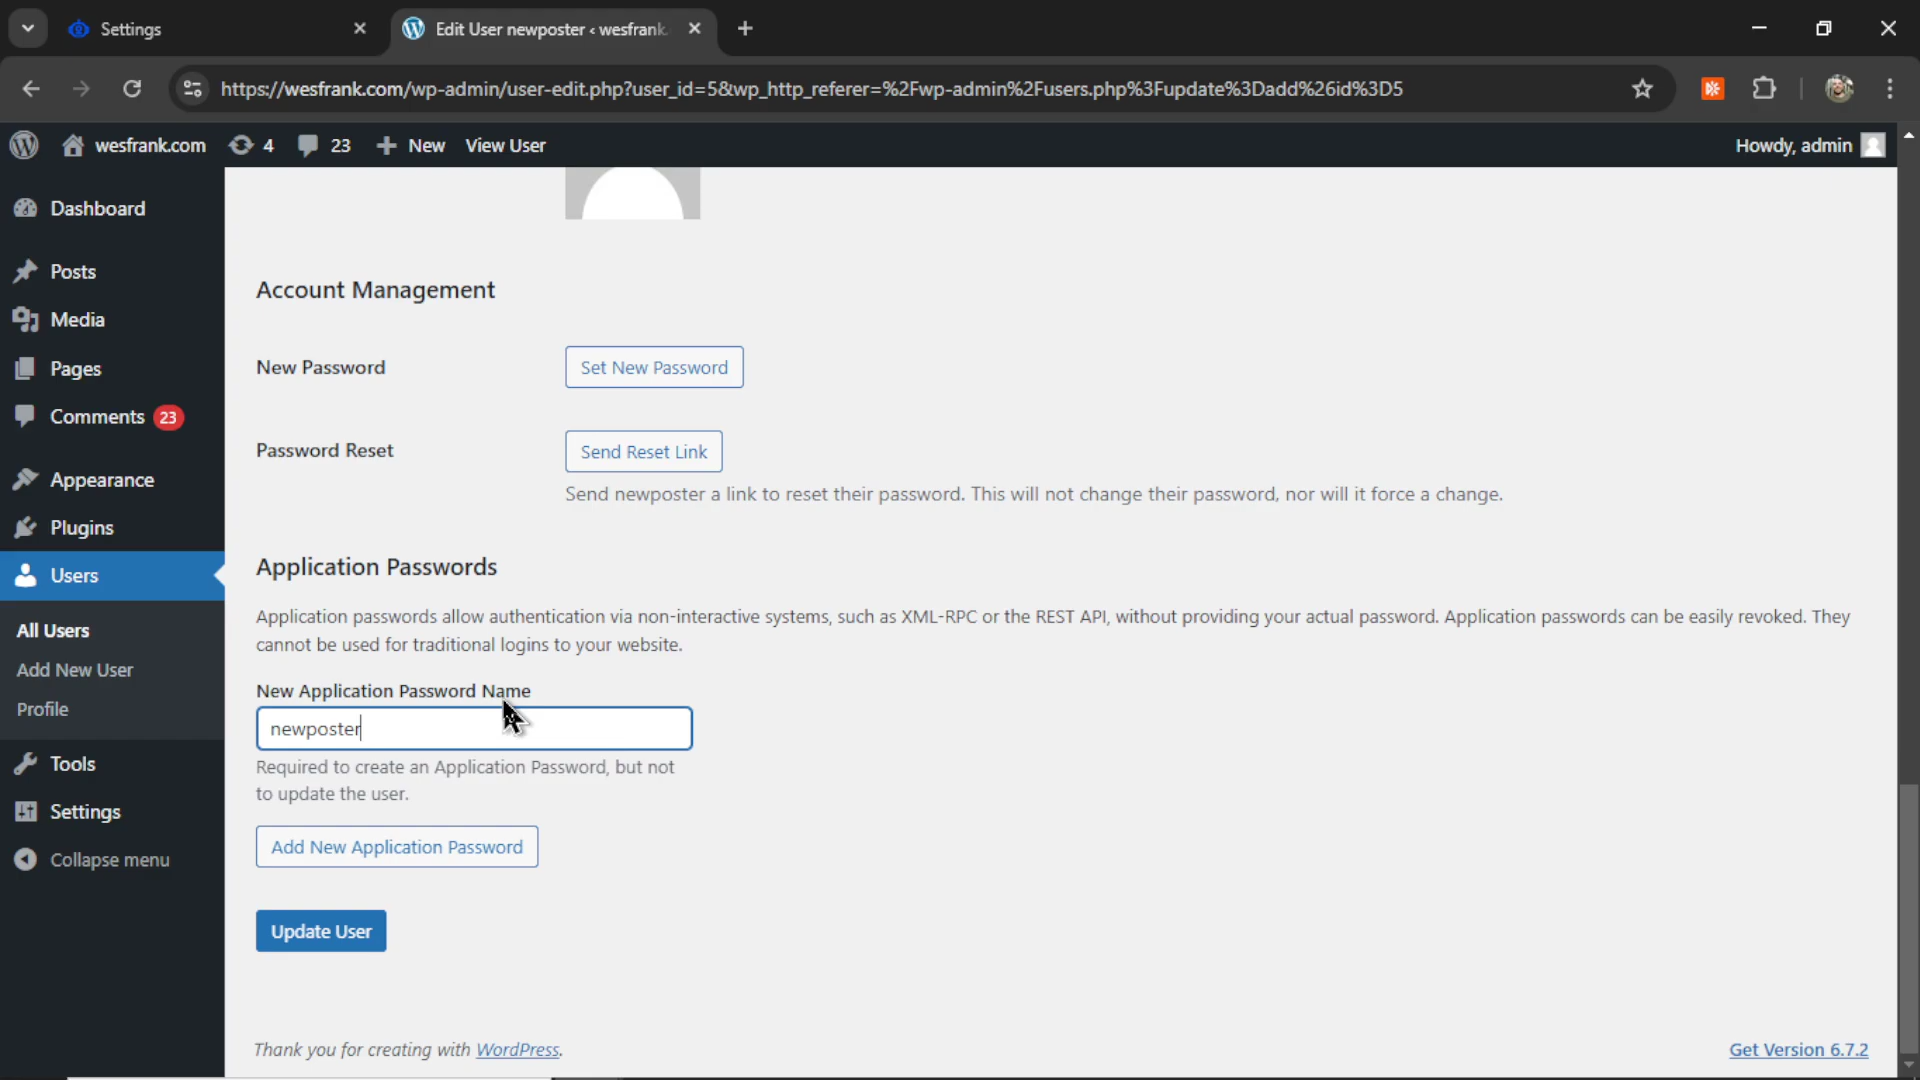 Settings
Edit User newposter ‹ wesfrank
https://wesfrank.com/wp-admin/user-edit.php?user_id=5&wp_http_referer=%2Fwp-admin%2Fusers.php%3Fupdate%3Dadd%26id%3D5
wesfrank.com 4 23 New View User Howdy, admin
Dashboard
Posts
Media
Pages
Comments 23
Appearance
Plugins
Users
All Users
Add New User
Profile
Tools
Settings
Collapse menu
Account Management
New Password Set New Password
Password Reset Send Reset Link
Send newposter a link to reset their password. This will not change their password, nor will it force a change.
Application Passwords
Application passwords allow authentication via non-interactive systems, such as XML-RPC or the REST API, without providing your actual password. Application passwords can be easily revoked. They
cannot be used for traditional logins to your website.
New Application Password Name
newposter
Required to create an Application Password, but not
to update the user.
Add New Application Password
Update User
Thank you for creating with WordPress. Get Version 6.7.2